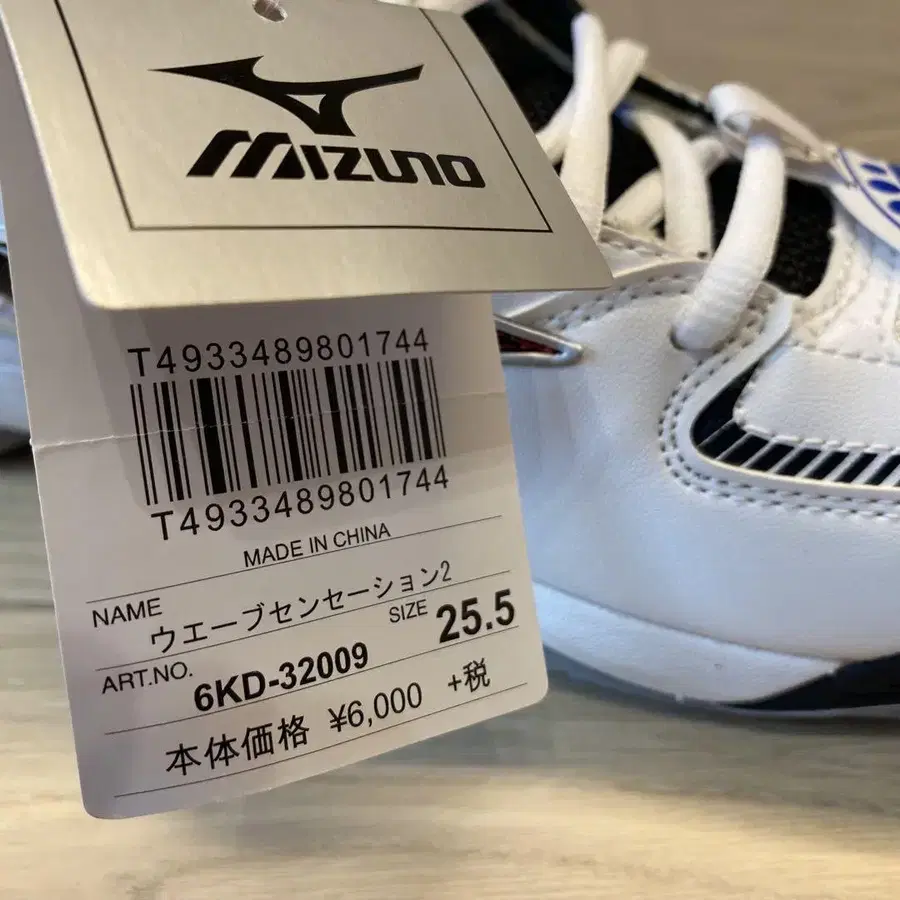 MIZUNO
T4933489801744
T4933489801744
MADE IN CHINA
NAME ウエーブセンセーション2
SIZE 25.5
ART.NO. 6KD-32009
本体価格 ¥6,000 +税